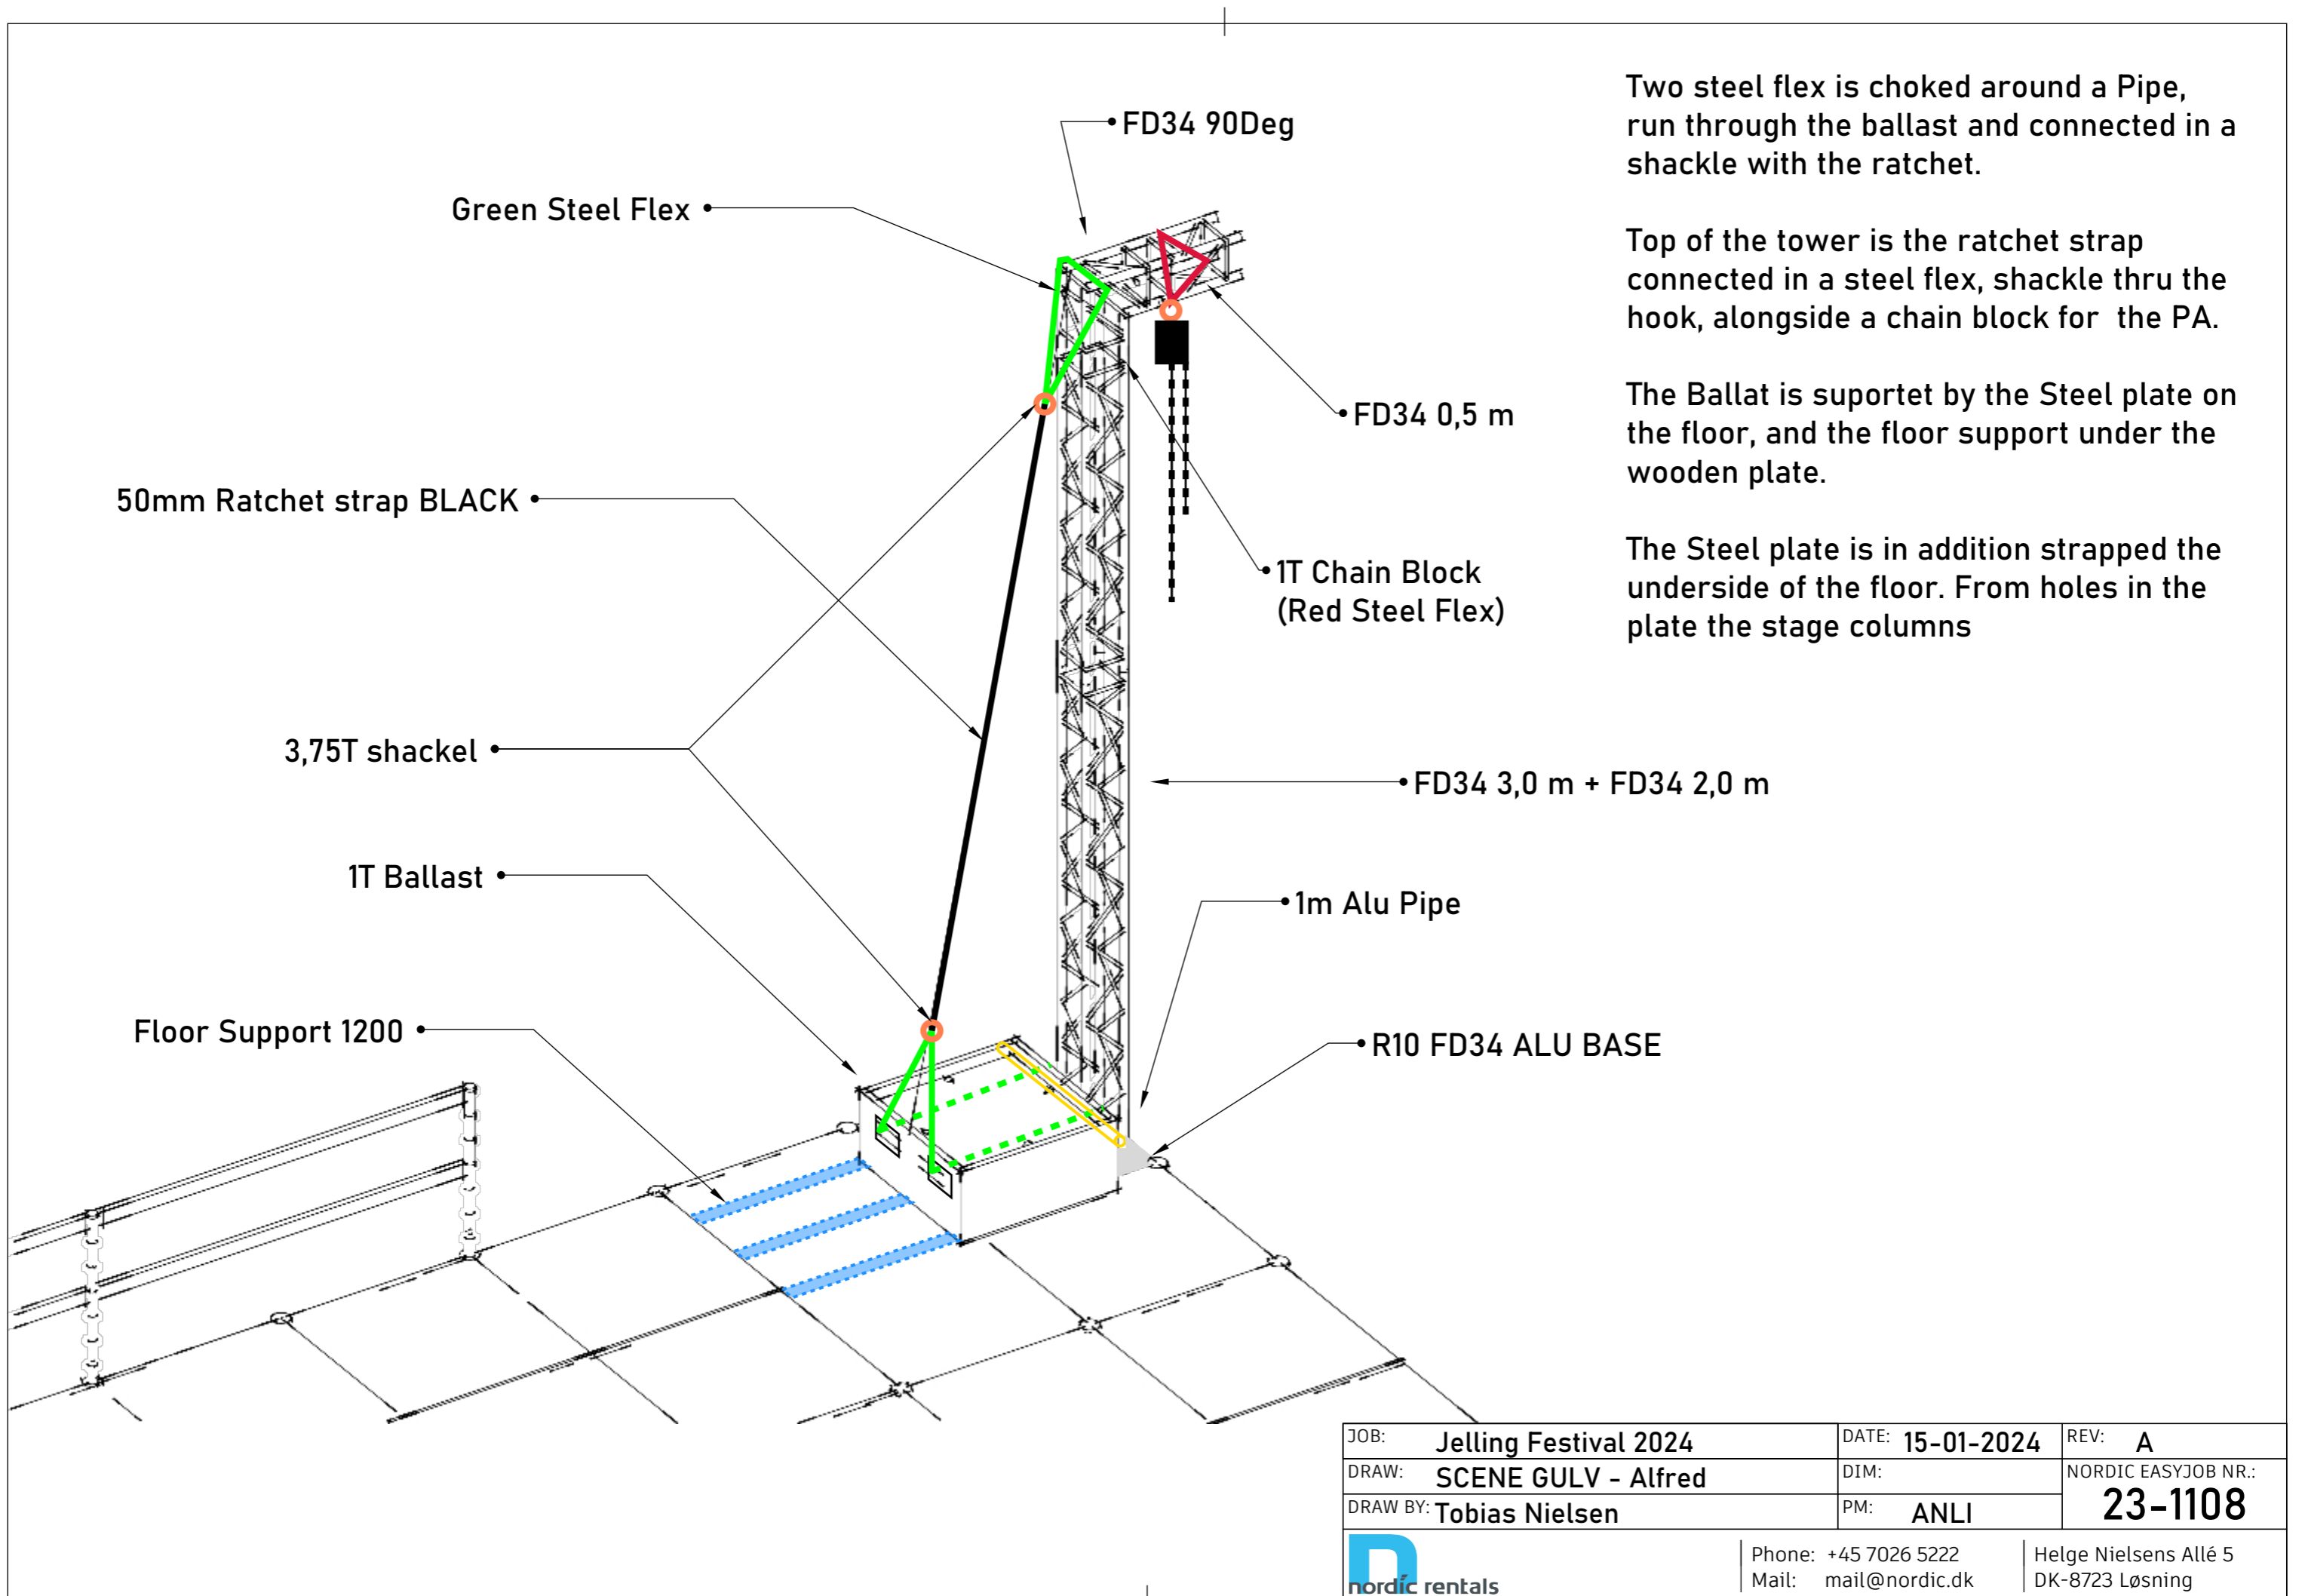 FD34 90Deg
Green Steel Flex
50mm Ratchet strap BLACK
3,75T shackel
1T Ballast
Floor Support 1200
FD34 0,5 m
1T Chain Block
(Red Steel Flex)
FD34 3,0 m + FD34 2,0 m
1m Alu Pipe
R10 FD34 ALU BASE
Two steel flex is choked around a Pipe,
run through the ballast and connected in a
shackle with the ratchet.
Top of the tower is the ratchet strap
connected in a steel flex, shackle thru the
hook, alongside a chain block for the PA.
The Ballat is suportet by the Steel plate on
the floor, and the floor support under the
wooden plate.
The Steel plate is in addition strapped the
underside of the floor. From holes in the
plate the stage columns
JOB: Jelling Festival 2024
DATE: 15-01-2024
REV: A
DRAW: SCENE GULV - Alfred
DIM:
NORDIC EASYJOB NR.:
23-1108
DRAW BY: Tobias Nielsen
PM: ANLI
nordic rentals
Phone: +45 7026 5222
Mail: mail@nordic.dk
Helge Nielsens Allé 5
DK-8723 Løsning